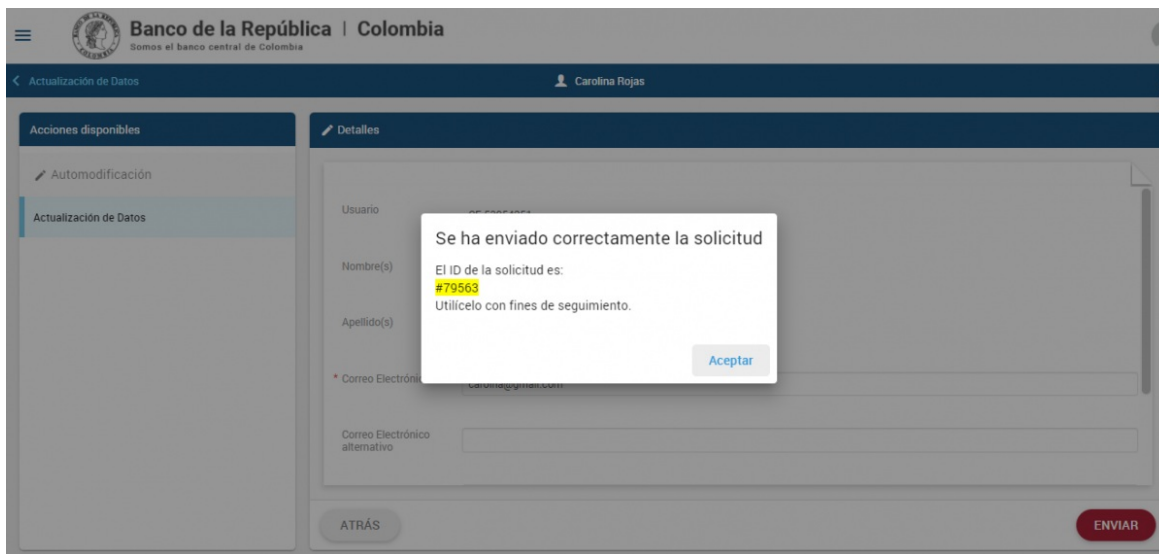 Banco de la República | Colombia
Somos el banco central de Colombia
Actualización de Datos
Carolina Rojas
Acciones disponibles
Detalles
Automodificación
Actualización de Datos
Usuario
Nombre(s)
Apellido(s)
Se ha enviado correctamente la solicitud
El ID de la solicitud es:
#79563
Utilícelo con fines de seguimiento.
Aceptar
* Correo
Correo Electrónico
alternativo
ATRÁS
ENVIAR